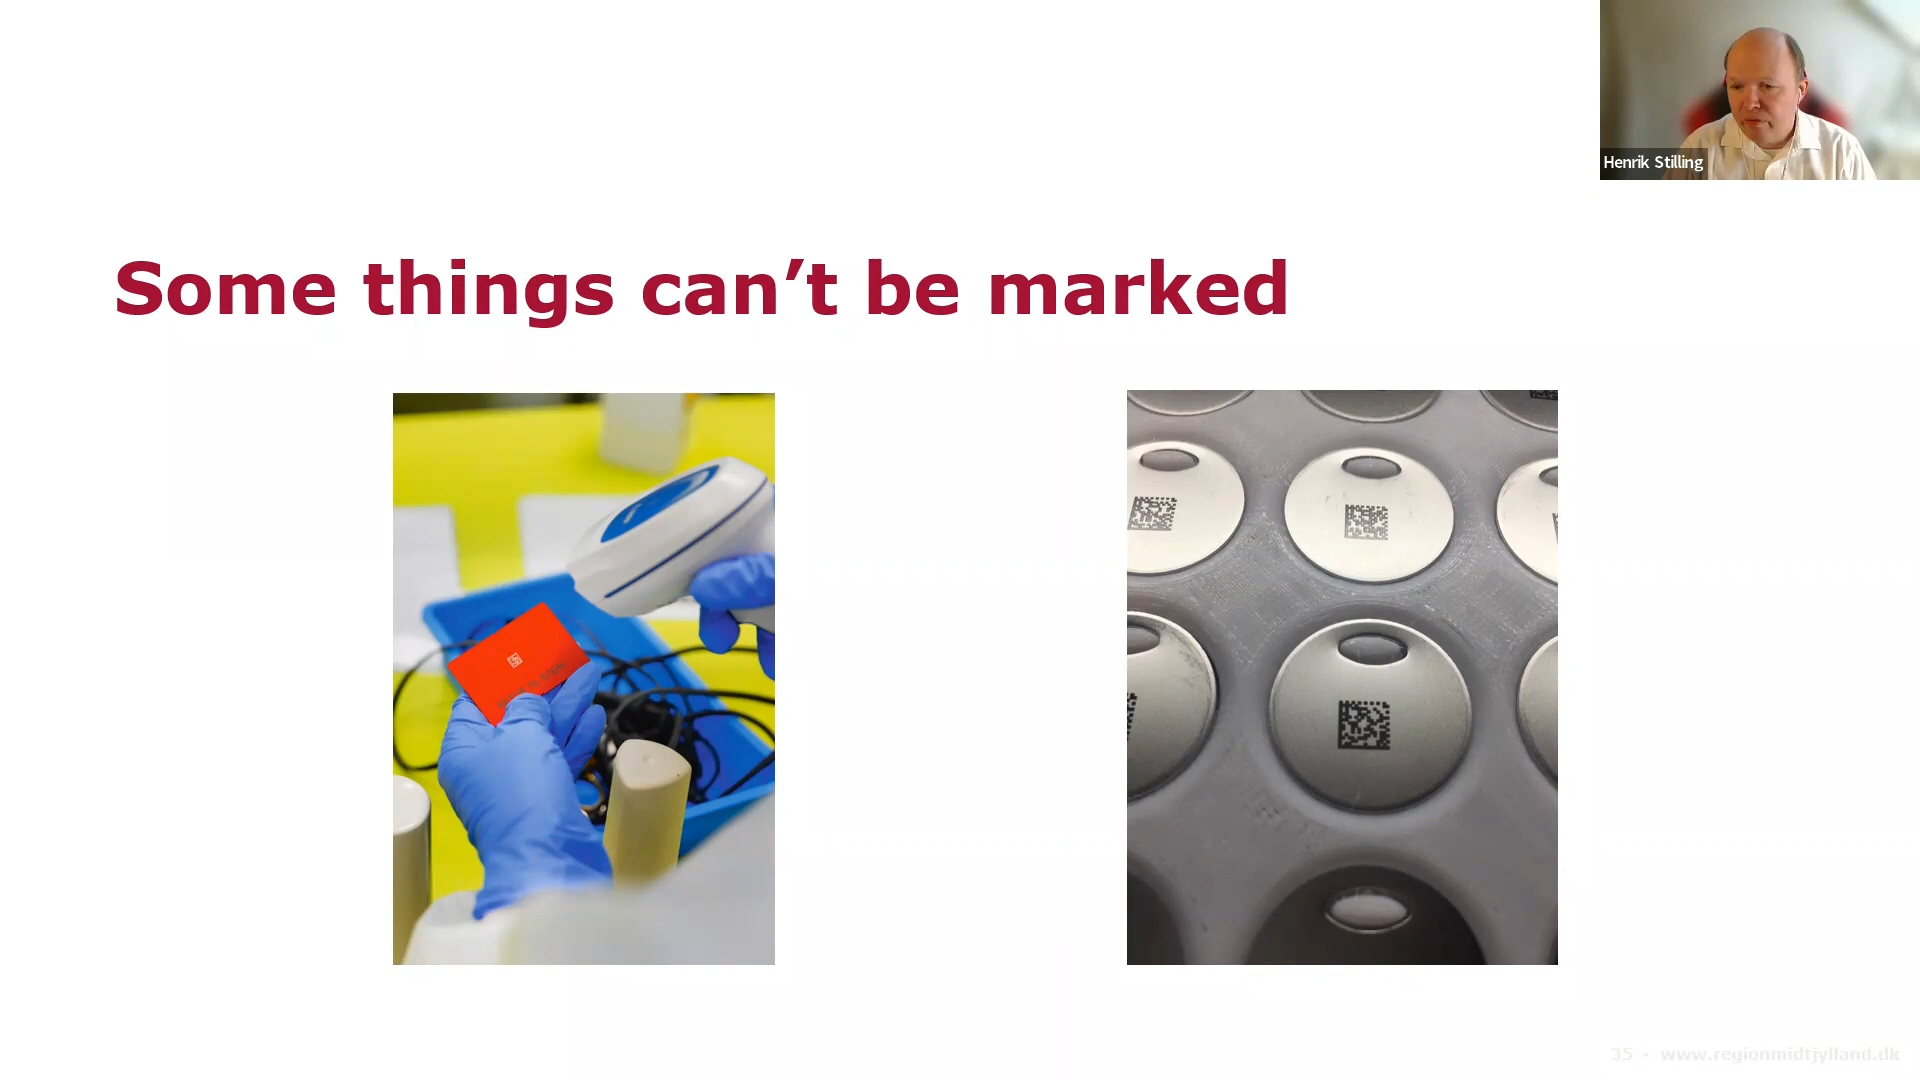 Henrik Stilling
Some things can’t be marked
35 - www.regionmidtjylland.dk